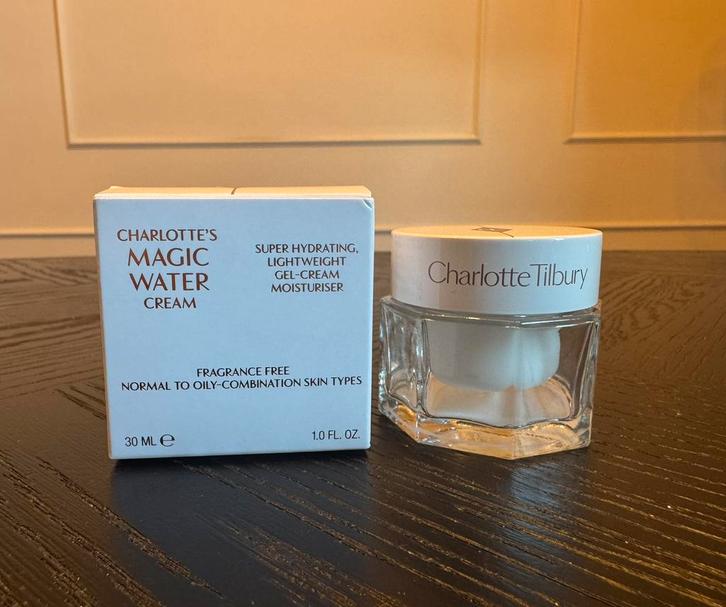 CHARLOTTE'S
MAGIC
WATER
CREAM
SUPER HYDRATING,
LIGHTWEIGHT
GEL-CREAM
MOISTURISER
FRAGRANCE FREE
NORMAL TO OILY-COMBINATION SKIN TYPES
30 ML ℮
1.0 FL. OZ.
Charlotte Tilbury